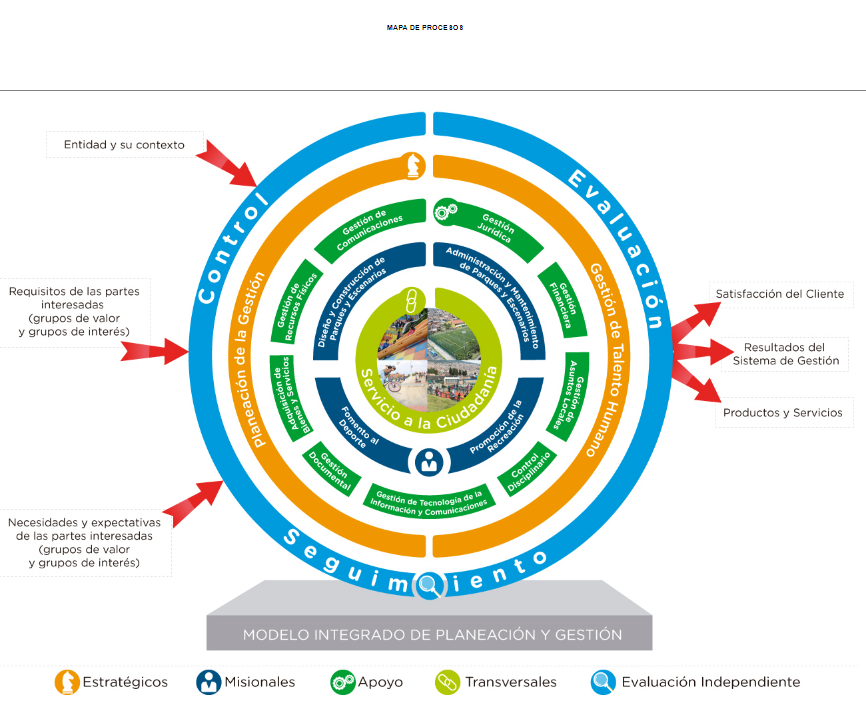 MAPA DE PROCESOS
Entidad y su contexto
Requisitos de las partes
interesadas
(grupos de valor
y grupos de interés)
Necesidades y expectativas
de las partes interesadas
(grupos de valor
y grupos de interés)
Control
Evaluación
Seguimiento
Planeación de la Gestión
Gestión de Talento Humano
Gestión de
Comunicaciones
Gestión
Jurídica
Gestión de
Recursos Físicos
Gestión
Financiera
Adquisición de
Bienes y Servicios
Gestión de
Asuntos Locales
Gestión
Documental
Control
Disciplinario
Gestión de Tecnología de la
Información y Comunicaciones
Diseño y Construcción de
Parques y Escenarios
Administración y Mantenimiento
de Parques y Escenarios
Fomento al
Deporte
Promoción de la
Recreación
Servicio a la Ciudadanía
Satisfacción del Cliente
Resultados del
Sistema de Gestión
Productos y Servicios
MODELO INTEGRADO DE PLANEACIÓN Y GESTIÓN
Estratégicos
Misionales
Apoyo
Transversales
Evaluación Independiente